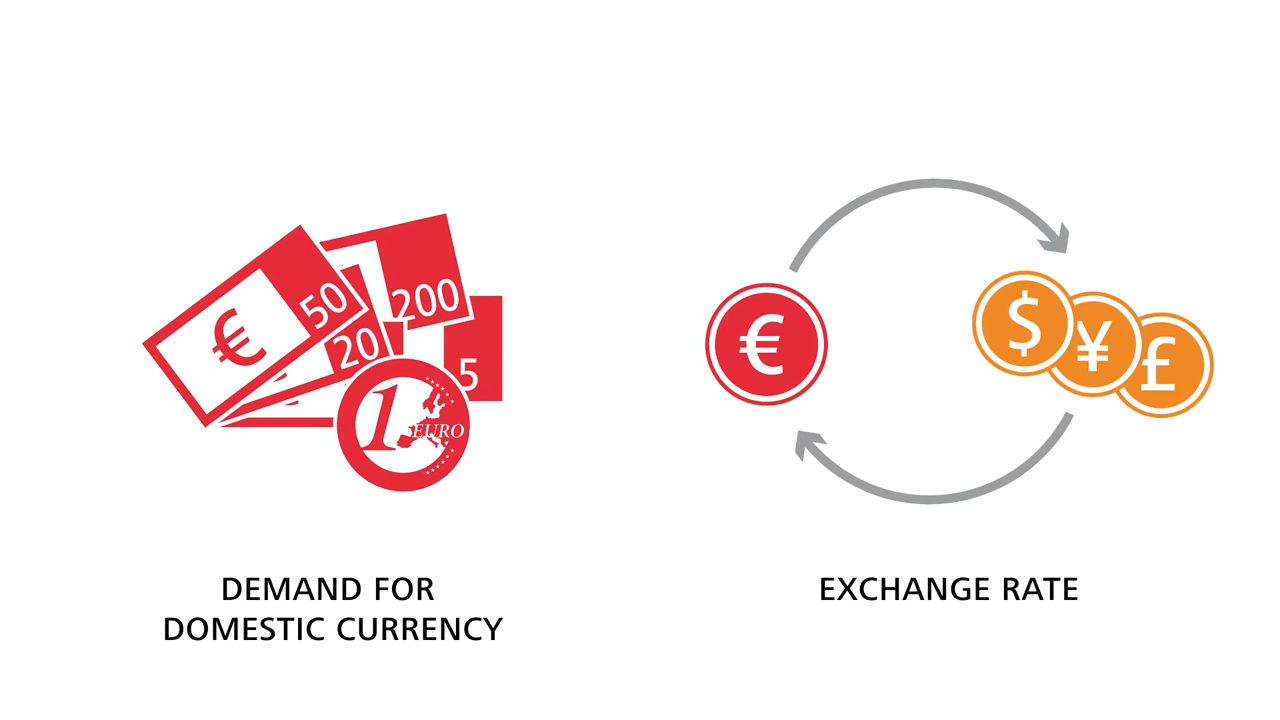 €
50
200
20
5
1
EURO
€
$
¥
£
DEMAND FOR
DOMESTIC CURRENCY
EXCHANGE RATE